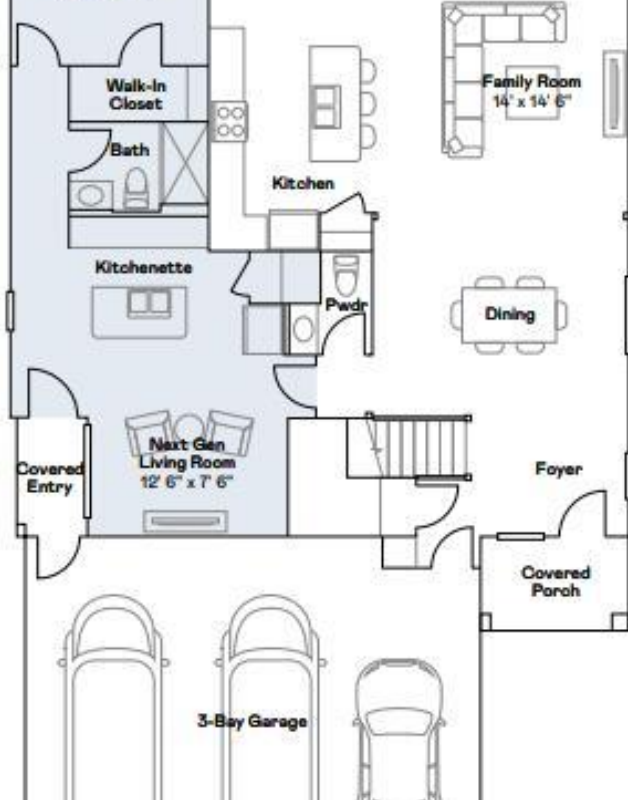 Walk-In
Closet
Family Room
14' x 14' 6"
Bath
Kitchen
Kitchenette
Pwdr
Dining
Next Gen
Living Room
12' 6" x 7' 6"
Covered
Entry
Foyer
Covered
Porch
3-Bay Garage